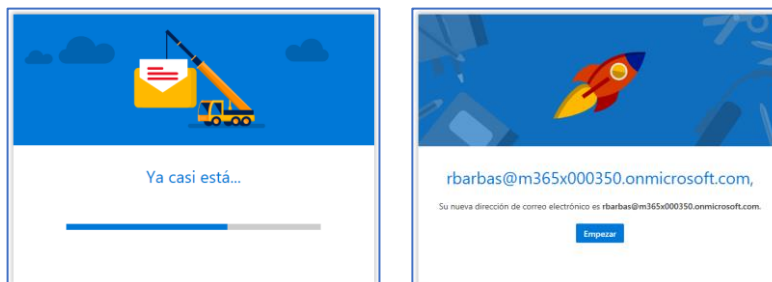 Ya casi está...
rbarbas@m365x000350.onmicrosoft.com,
Su nueva dirección de correo electrónico es rbarbas@m365x000350.onmicrosoft.com.
Empezar